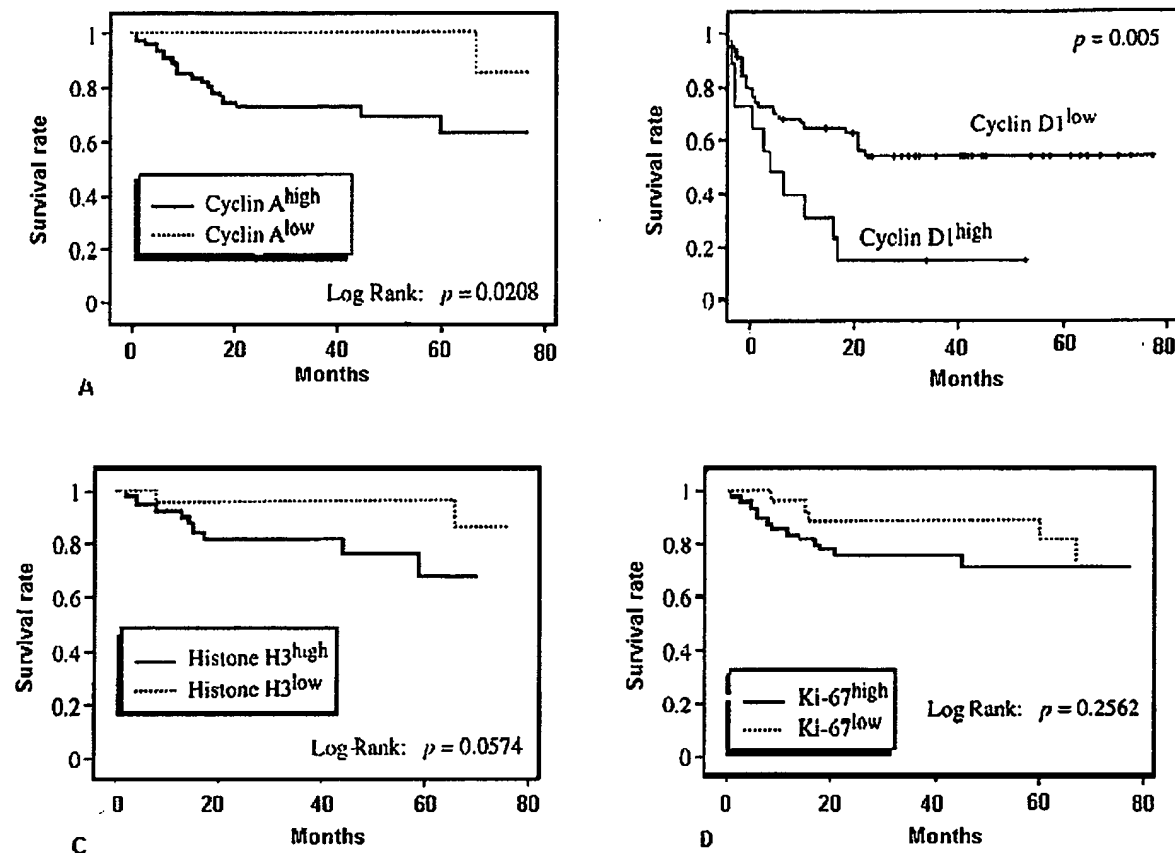 1
0.8
0.6
0.4
0.2
0
Survival rate
Cyclin A^high
Cyclin A^low
Log Rank: p = 0.0208
0 20 40 60 80
Months
A
1
0.8
0.6
0.4
0.2
0
Survival rate
p = 0.005
Cyclin D1^low
Cyclin D1^high
0 20 40 60 80
Months
1
0.8
0.6
0.4
0.2
0
Survival rate
Histone H3^high
Histone H3^low
Log-Rank: p = 0.0574
0 20 40 60 80
Months
C
1
0.8
0.6
0.4
0.2
0
Survival rate
Ki-67^high
Ki-67^low
Log Rank: p = 0.2562
0 20 40 60 80
Months
D